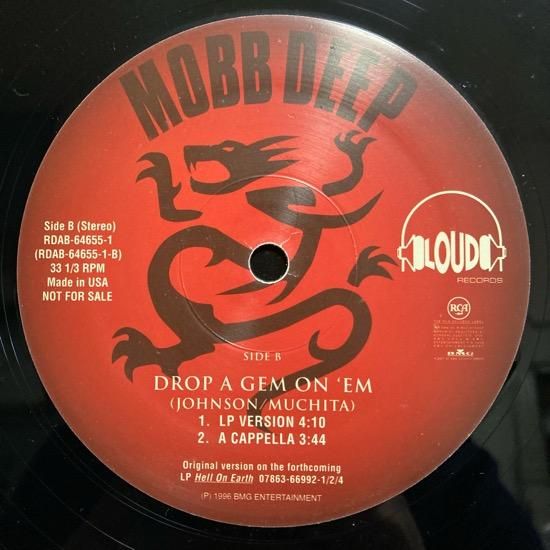 MOBB DEEP
Side B (Stereo)
RDAB-64655-1
(RDAB-64655-1-B)
33 1/3 RPM
Made in USA
NOT FOR SALE
LOUD
RECORDS
RCA
BMG
SIDE B
DROP A GEM ON 'EM
(JOHNSON/MUCHITA)
1. LP VERSION 4:10
2. A CAPPELLA 3:44
Original version on the forthcoming
LP Hell On Earth 07863-66992-1/2/4
(P) 1996 BMG ENTERTAINMENT